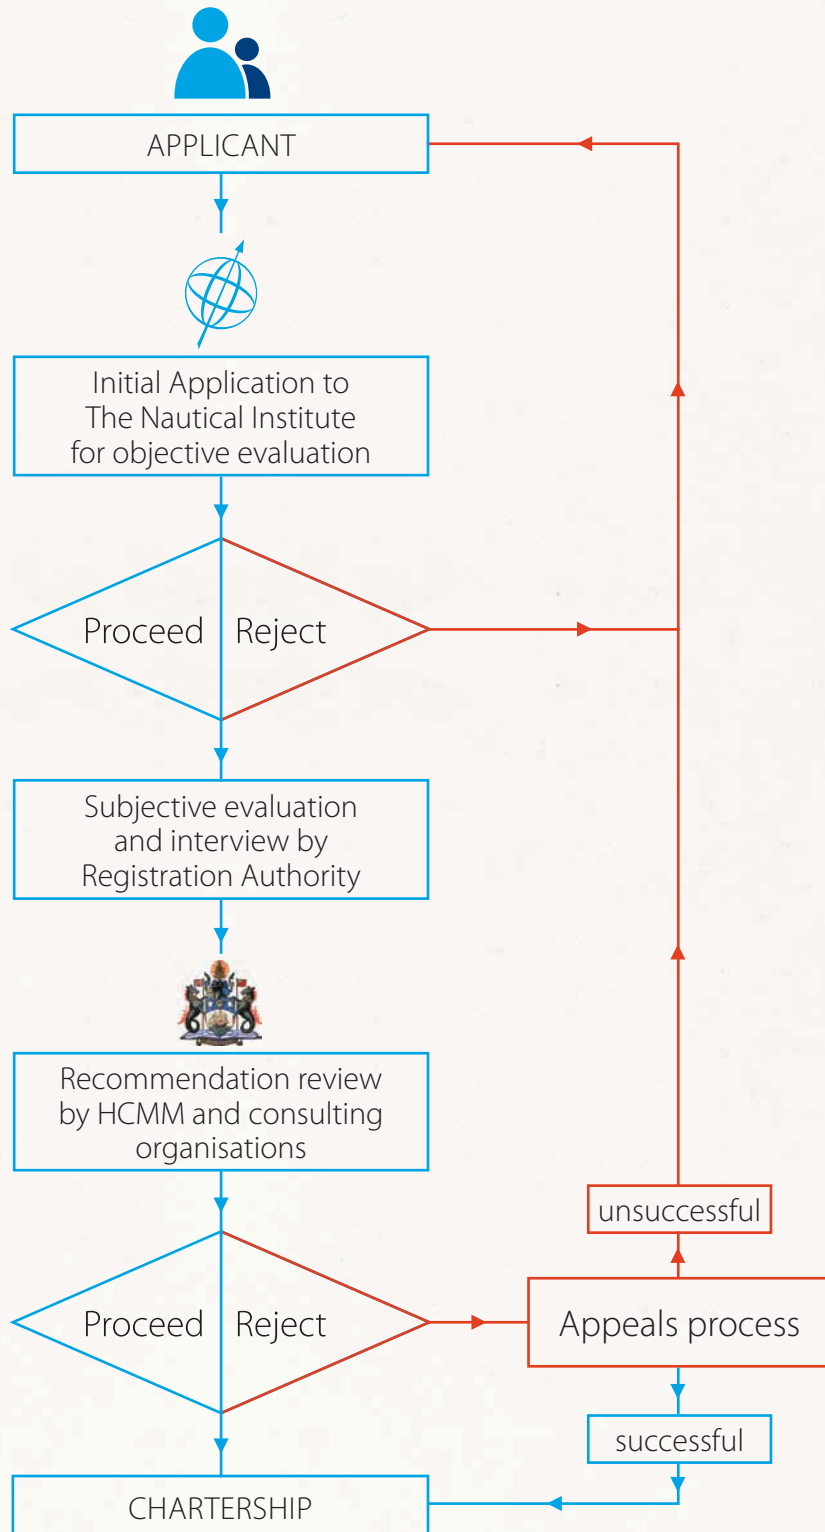 APPLICANT
Initial Application to
The Nautical Institute
for objective evaluation
Proceed
Reject
Subjective evaluation
and interview by
Registration Authority
Recommendation review
by HCMM and consulting
organisations
unsuccessful
Proceed
Reject
Appeals process
successful
CHARTERSHIP